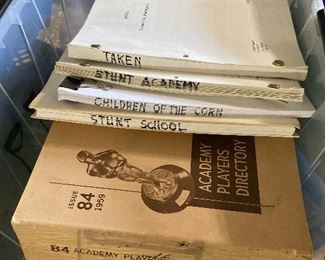 TAKEN
STUNT ACADEMY
CHILDREN OF THE CORN
STUNT SCHOOL
ISSUE
84
1959
ACADEMY
PLAYERS
DIRECTORY
84 ACADEMY PLAYERS